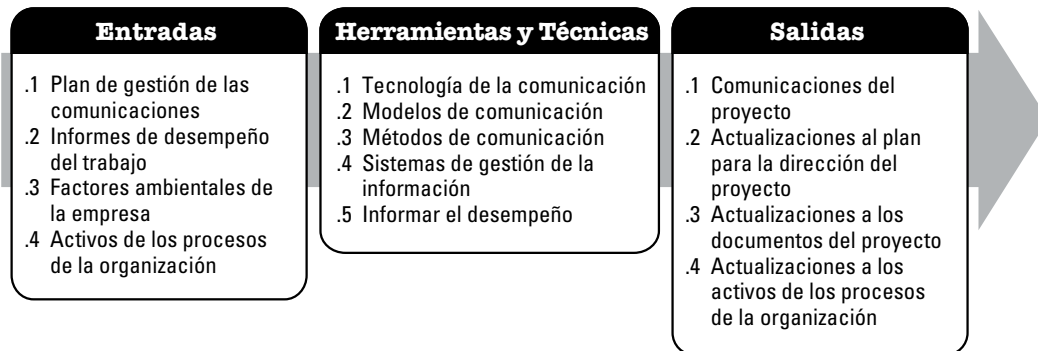 Entradas
.1 Plan de gestión de las
comunicaciones
.2 Informes de desempeño
del trabajo
.3 Factores ambientales de
la empresa
.4 Activos de los procesos
de la organización
Herramientas y Técnicas
.1 Tecnología de la comunicación
.2 Modelos de comunicación
.3 Métodos de comunicación
.4 Sistemas de gestión de la
información
.5 Informar el desempeño
Salidas
.1 Comunicaciones del
proyecto
.2 Actualizaciones al plan
para la dirección del
proyecto
.3 Actualizaciones a los
documentos del proyecto
.4 Actualizaciones a los
activos de los procesos
de la organización